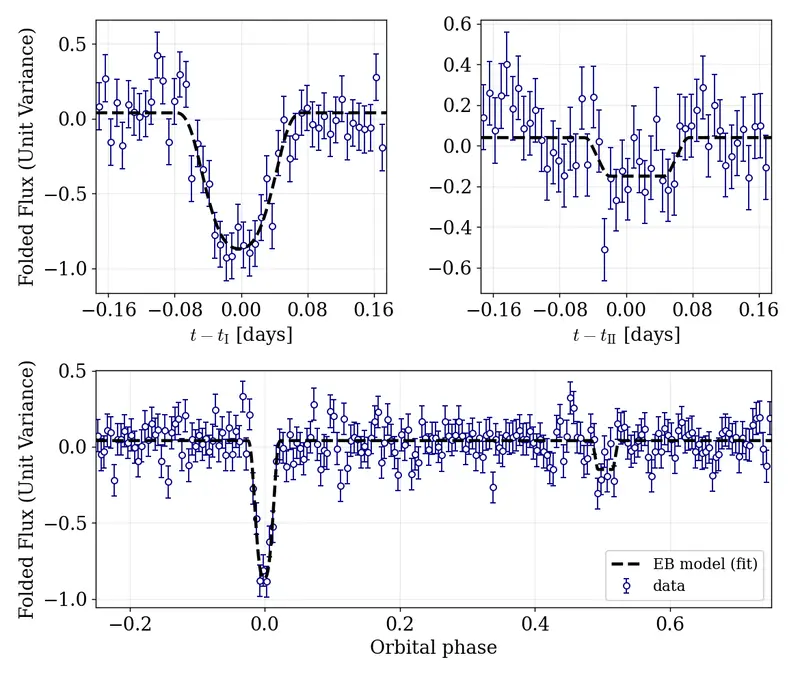 Folded Flux (Unit Variance)
0.5
0.0
−0.5
−1.0
−0.16 −0.08 0.00 0.08 0.16
t − tI [days]
0.6
0.4
0.2
0.0
−0.2
−0.4
−0.6
−0.16 −0.08 0.00 0.08 0.16
t − tII [days]
Folded Flux (Unit Variance)
0.5
0.0
−0.5
−1.0
−0.2 0.0 0.2 0.4 0.6
Orbital phase
EB model (fit)
data